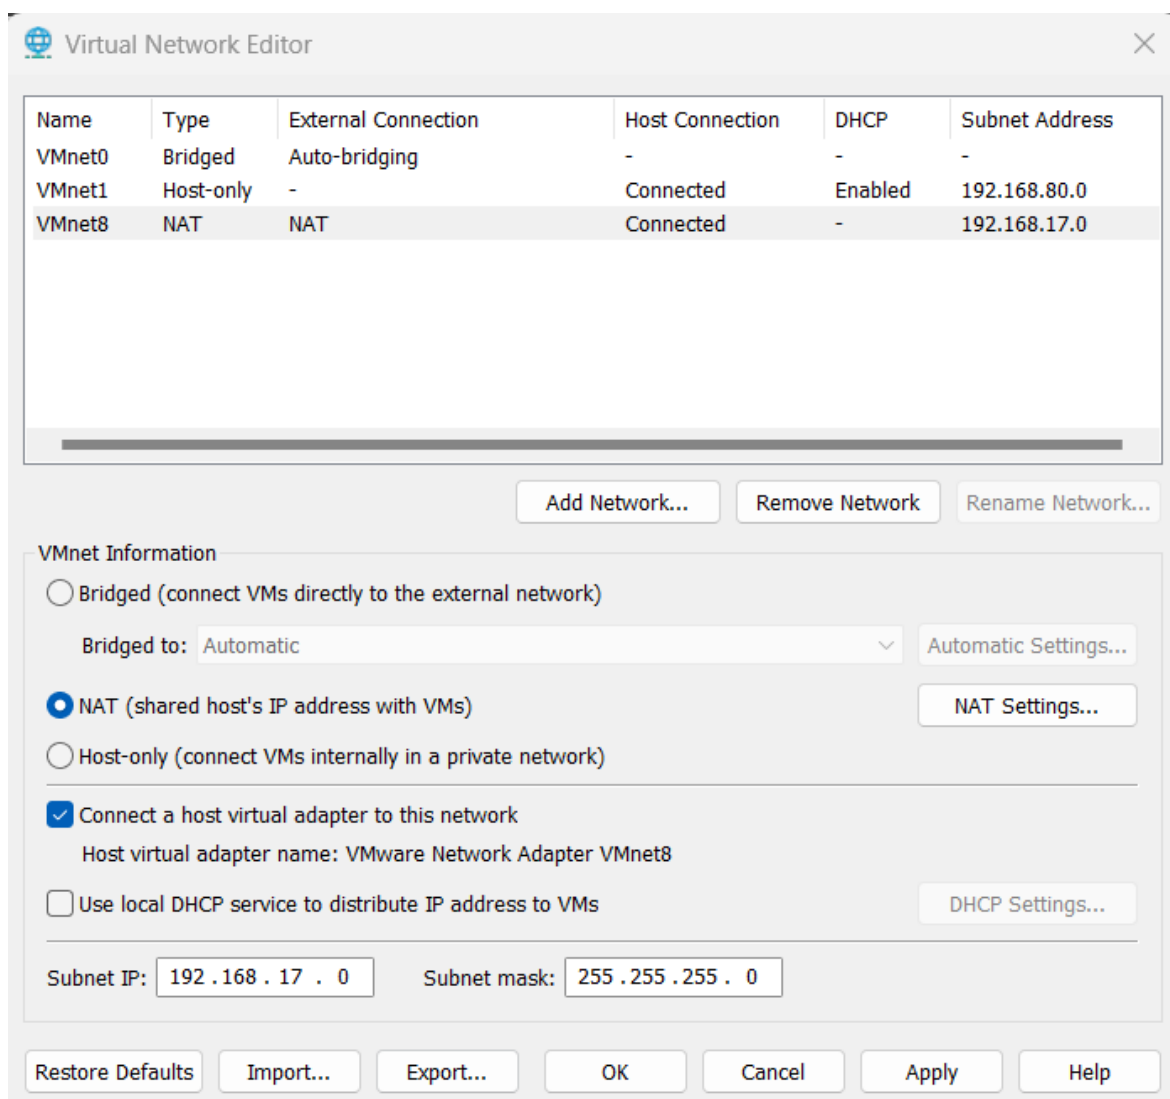 Virtual Network Editor
Name Type External Connection Host Connection DHCP Subnet Address
VMnet0 Bridged Auto-bridging - - -
VMnet1 Host-only - Connected Enabled 192.168.80.0
VMnet8 NAT NAT Connected - 192.168.17.0
Add Network... Remove Network Rename Network...
VMnet Information
Bridged (connect VMs directly to the external network)
Bridged to: Automatic Automatic Settings...
NAT (shared host's IP address with VMs) NAT Settings...
Host-only (connect VMs internally in a private network)
Connect a host virtual adapter to this network
Host virtual adapter name: VMware Network Adapter VMnet8
Use local DHCP service to distribute IP address to VMs DHCP Settings...
Subnet IP: 192 . 168 . 17 . 0 Subnet mask: 255 . 255 . 255 . 0
Restore Defaults Import... Export... OK Cancel Apply Help